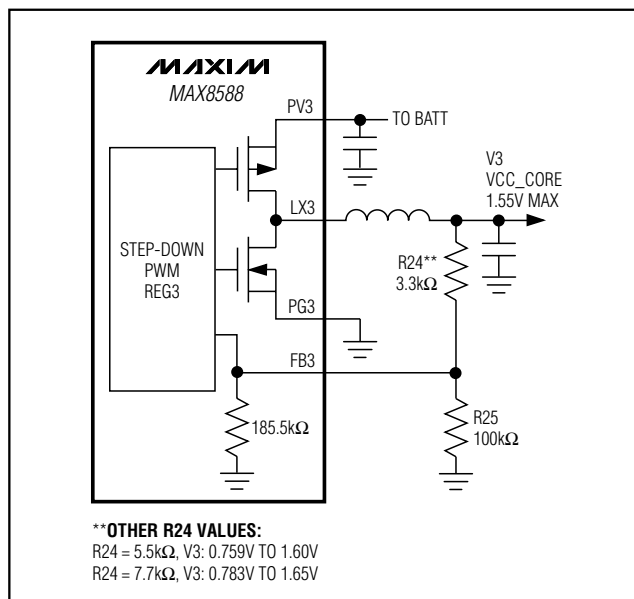 MAXIM
MAX8588
PV3
TO BATT
V3
VCC_CORE
1.55V MAX
LX3
STEP-DOWN
PWM
REG3
R24**
3.3kΩ
PG3
FB3
185.5kΩ
R25
100kΩ
**OTHER R24 VALUES:
R24 = 5.5kΩ, V3: 0.759V TO 1.60V
R24 = 7.7kΩ, V3: 0.783V TO 1.65V